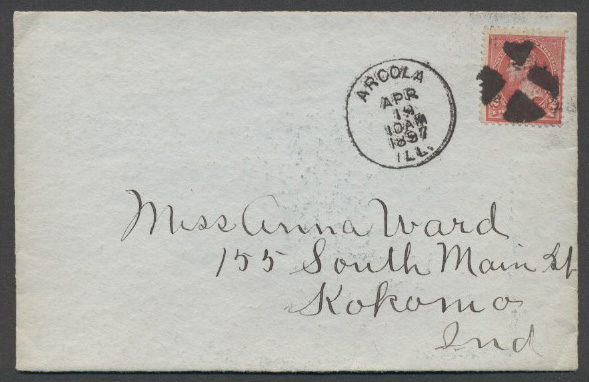 ARCOLA
APR
19
10AM
1897
ILL.
Miss Anna Ward
155 South Main St
Kokomo
Ind